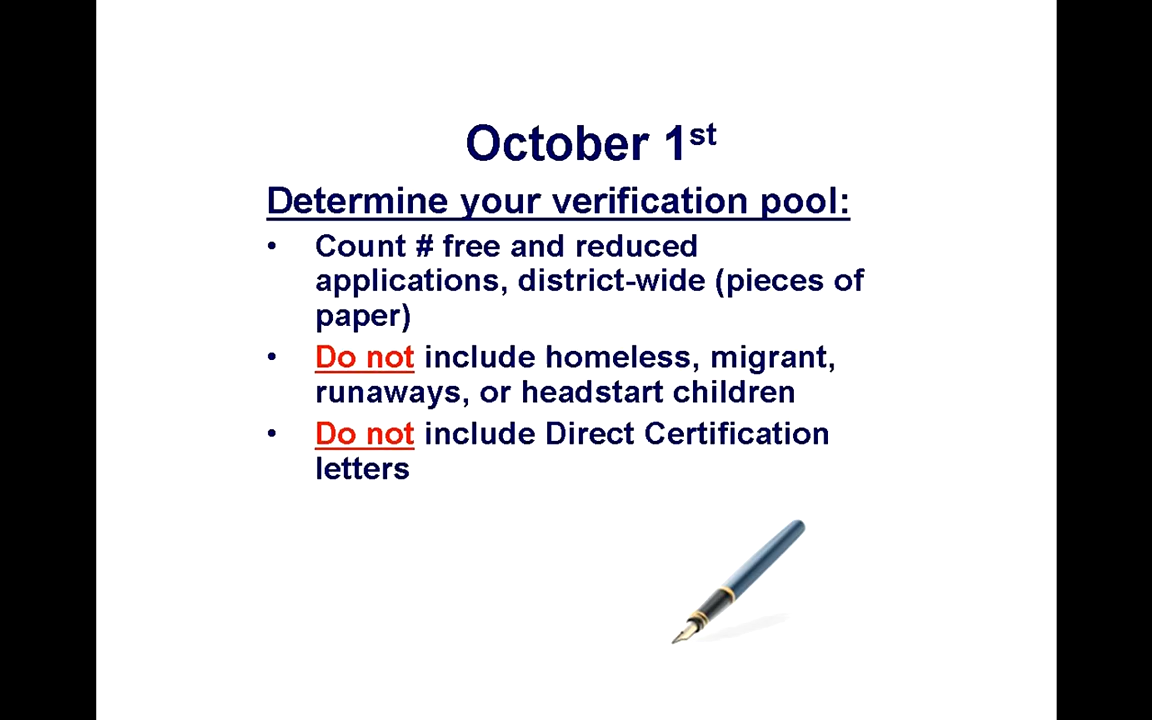 October 1st
Determine your verification pool:
• Count # free and reduced
applications, district-wide (pieces of
paper)
• Do not include homeless, migrant,
runaways, or headstart children
• Do not include Direct Certification
letters